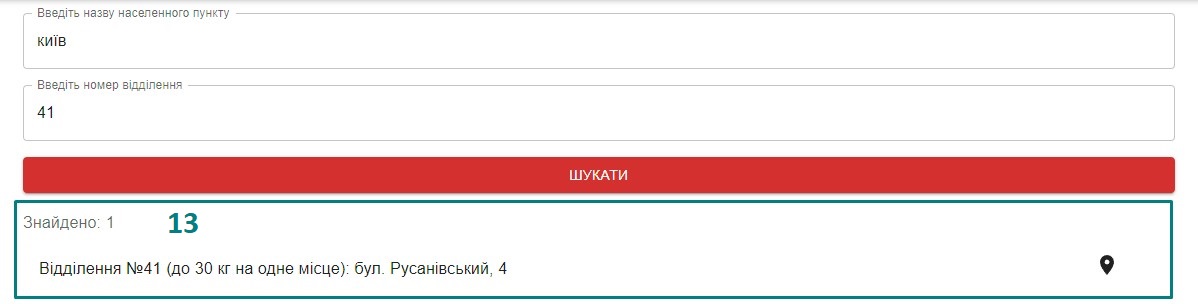 Введіть назву населенного пункту
київ
Введіть номер відділення
41
ШУКАТИ
Знайдено: 1 13
Відділення №41 (до 30 кг на одне місце): бул. Русанівський, 4